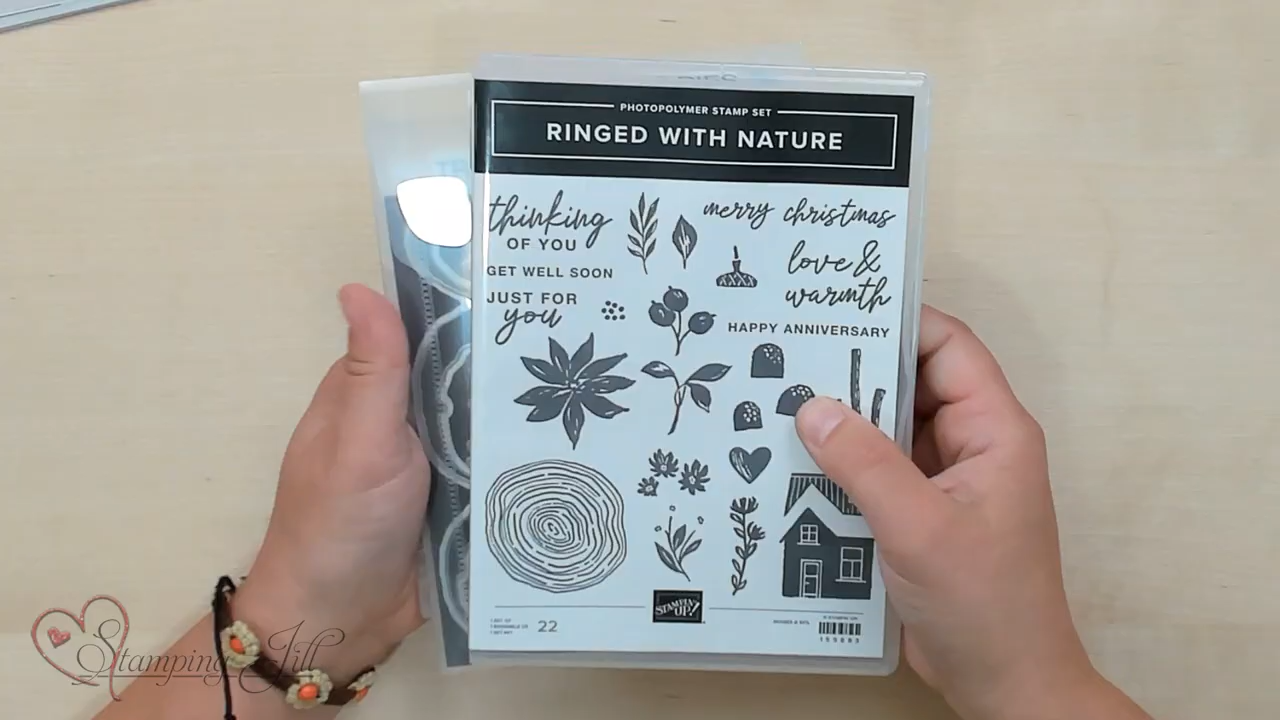 PHOTOPOLYMER STAMP SET
RINGED WITH NATURE
thinking
OF YOU
GET WELL SOON
JUST FOR
you
merry christmas
love &
warmth
HAPPY ANNIVERSARY
STAMPIN' UP!
22
159883
Stamping Jill